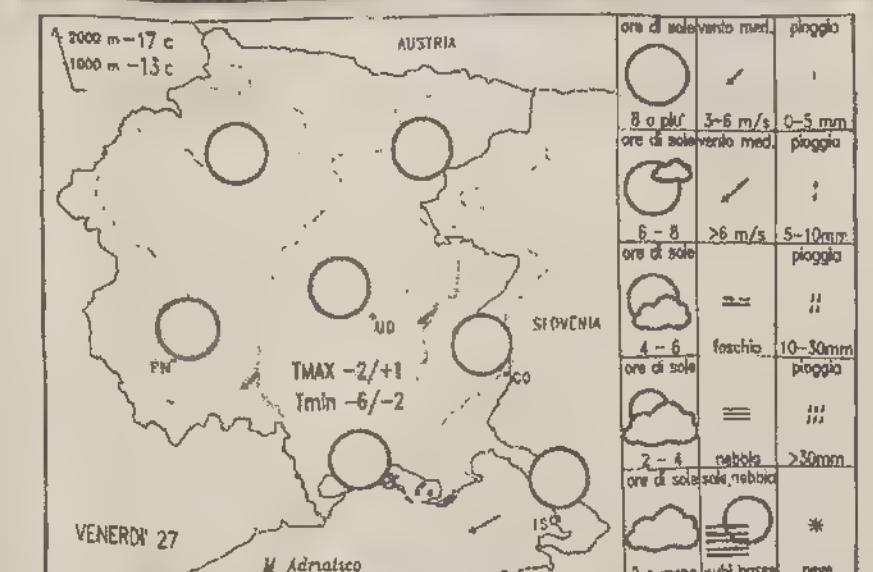 2000 m -17 c
1000 m -13 c
AUSTRIA
SLOVENIA
UD
PN
GO
TMAX -2/+1
Tmin -6/-2
VENERDI' 27
M. Adriatico
ore di sole vento med. pioggia
8 o piu' 3-6 m/s 0-5 mm
ore di sole vento med. pioggia
6 - 8 >6 m/s 5-10mm
ore di sole pioggia
4 - 6 foschia 10-30mm
ore di sole pioggia
2 - 4 nebbia >30mm
ore di sole sole, nebbia
nubi basse neve